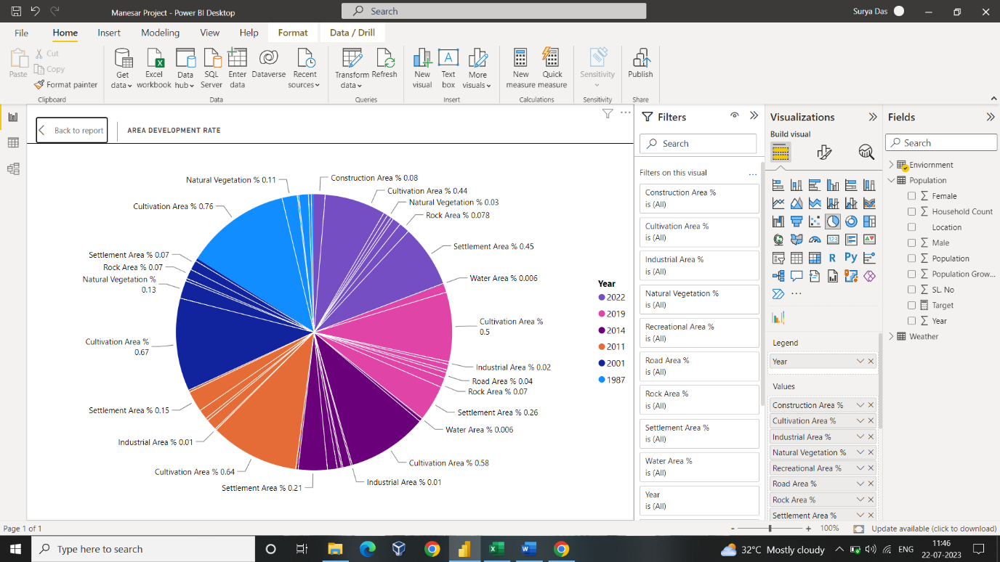 Manesar Project - Power BI Desktop
Search
Surya Das
File
Home
Insert
Modeling
View
Help
Format
Data / Drill
Paste
Cut
Copy
Format painter
Clipboard
Get data
Excel workbook
Data hub
SQL Server
Enter data
Dataverse
Recent sources
Data
Transform data
Refresh
Queries
New visual
Text box
More visuals
Insert
New measure
Quick measure
Calculations
Sensitivity
Sensitivity
Publish
Share
Back to report
AREA DEVELOPMENT RATE
Natural Vegetation % 0.11
Construction Area % 0.08
Cultivation Area % 0.44
Cultivation Area % 0.76
Natural Vegetation % 0.03
Rock Area % 0.078
Settlement Area % 0.45
Settlement Area % 0.07
Rock Area % 0.07
Natural Vegetation %
0.13
Water Area % 0.006
Cultivation Area %
0.5
Cultivation Area %
0.67
Industrial Area % 0.02
Road Area % 0.04
Rock Area % 0.07
Settlement Area % 0.15
Settlement Area % 0.26
Water Area % 0.006
Industrial Area % 0.01
Cultivation Area % 0.58
Cultivation Area % 0.64
Industrial Area % 0.01
Settlement Area % 0.21
Year
2022
2019
2014
2011
2001
1987
Filters
Search
Filters on this visual
Construction Area %
is (All)
Cultivation Area %
is (All)
Industrial Area %
is (All)
Natural Vegetation %
is (All)
Recreational Area %
is (All)
Road Area %
is (All)
Rock Area %
is (All)
Settlement Area %
is (All)
Water Area %
is (All)
Year
is (All)
Visualizations
Build visual
123
R
Py
Legend
Year
Values
Construction Area %
Cultivation Area %
Industrial Area %
Natural Vegetation %
Recreational Area %
Road Area %
Rock Area %
Settlement Area %
Fields
Search
Enviornment
Population
Female
Household Count
Location
Male
Population
Population Grow...
SL. No
Target
Year
Weather
Page 1 of 1
- + 100%
Update available (click to download)
Type here to search
32°C Mostly cloudy
ENG
11:46
22-07-2023